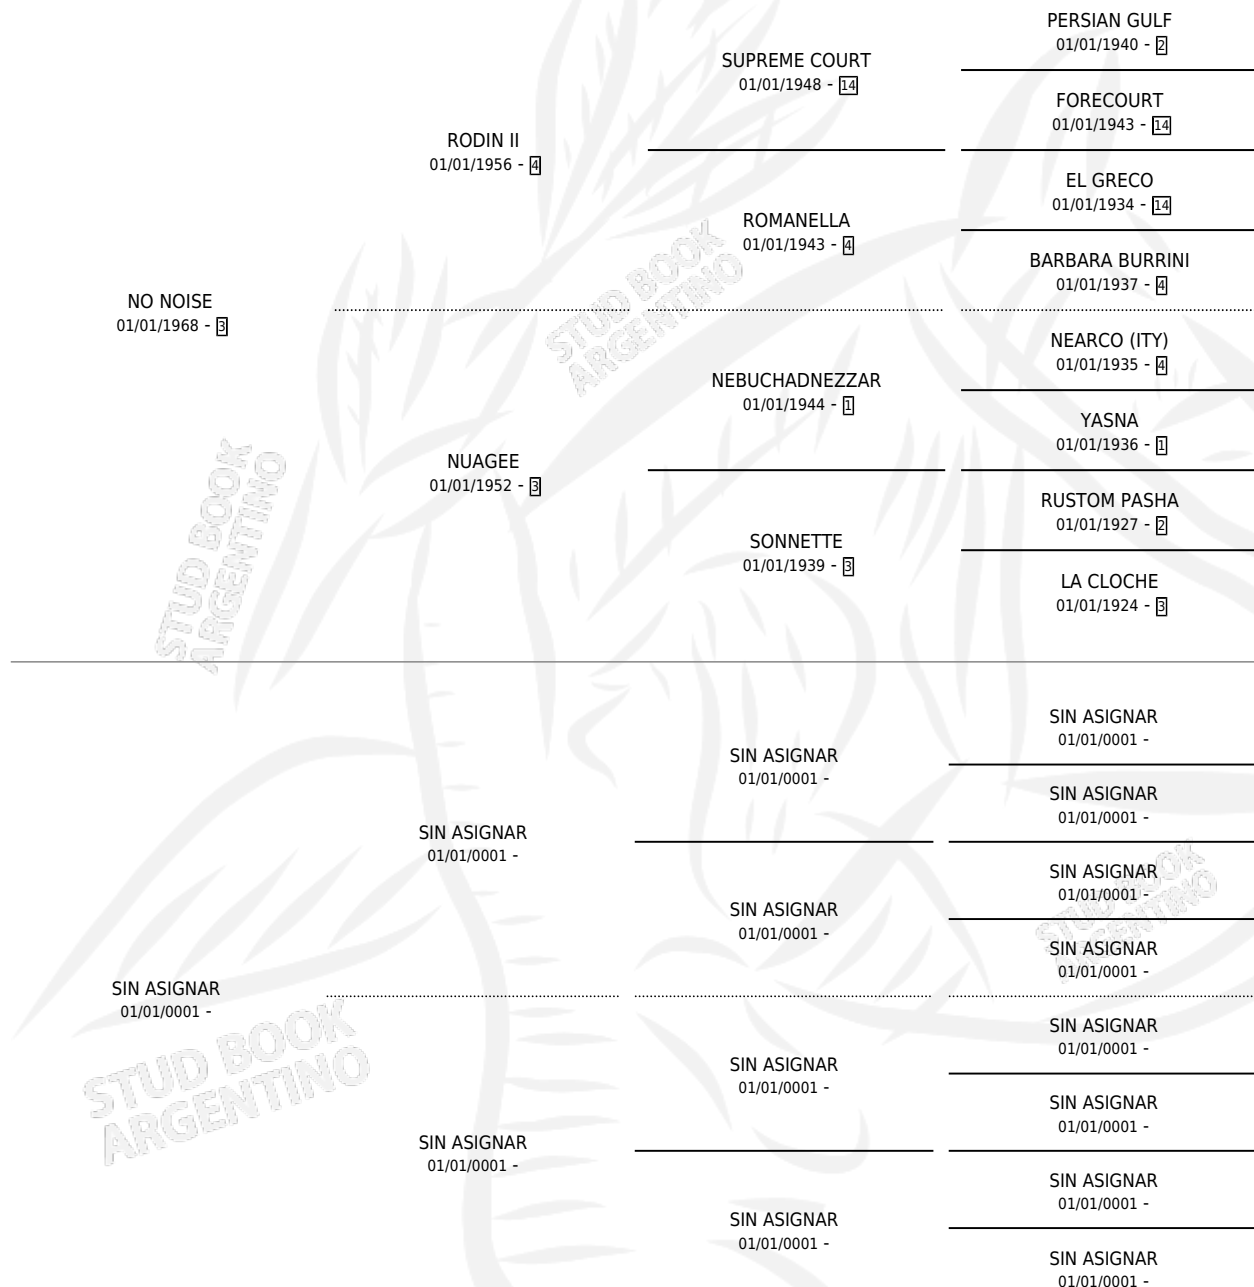 PERSIAN GULF
01/01/1940 - 2
SUPREME COURT
01/01/1948 - 14
FORECOURT
01/01/1943 - 14
RODIN II
01/01/1956 - 4
EL GRECO
01/01/1934 - 14
ROMANELLA
01/01/1943 - 4
BARBARA BURRINI
01/01/1937 - 4
NO NOISE
01/01/1968 - 3
STUD BOOK
ARGENTINO
NEARCO (ITY)
01/01/1935 - 4
NEBUCHADNEZZAR
01/01/1944 - 1
YASNA
01/01/1936 - 1
NUAGEE
01/01/1952 - 3
RUSTOM PASHA
01/01/1927 - 2
SONNETTE
01/01/1939 - 3
LA CLOCHE
01/01/1924 - 3
STUD BOOK
ARGENTINO
SIN ASIGNAR
01/01/0001 -
SIN ASIGNAR
01/01/0001 -
SIN ASIGNAR
01/01/0001 -
SIN ASIGNAR
01/01/0001 -
SIN ASIGNAR
01/01/0001 -
SIN ASIGNAR
01/01/0001 -
SIN ASIGNAR
01/01/0001 -
STUD BOOK
ARGENTINO
SIN ASIGNAR
01/01/0001 -
SIN ASIGNAR
01/01/0001 -
SIN ASIGNAR
01/01/0001 -
SIN ASIGNAR
01/01/0001 -
SIN ASIGNAR
01/01/0001 -
SIN ASIGNAR
01/01/0001 -
SIN ASIGNAR
01/01/0001 -
SIN ASIGNAR
01/01/0001 -
STUD BOOK
ARGENTINO